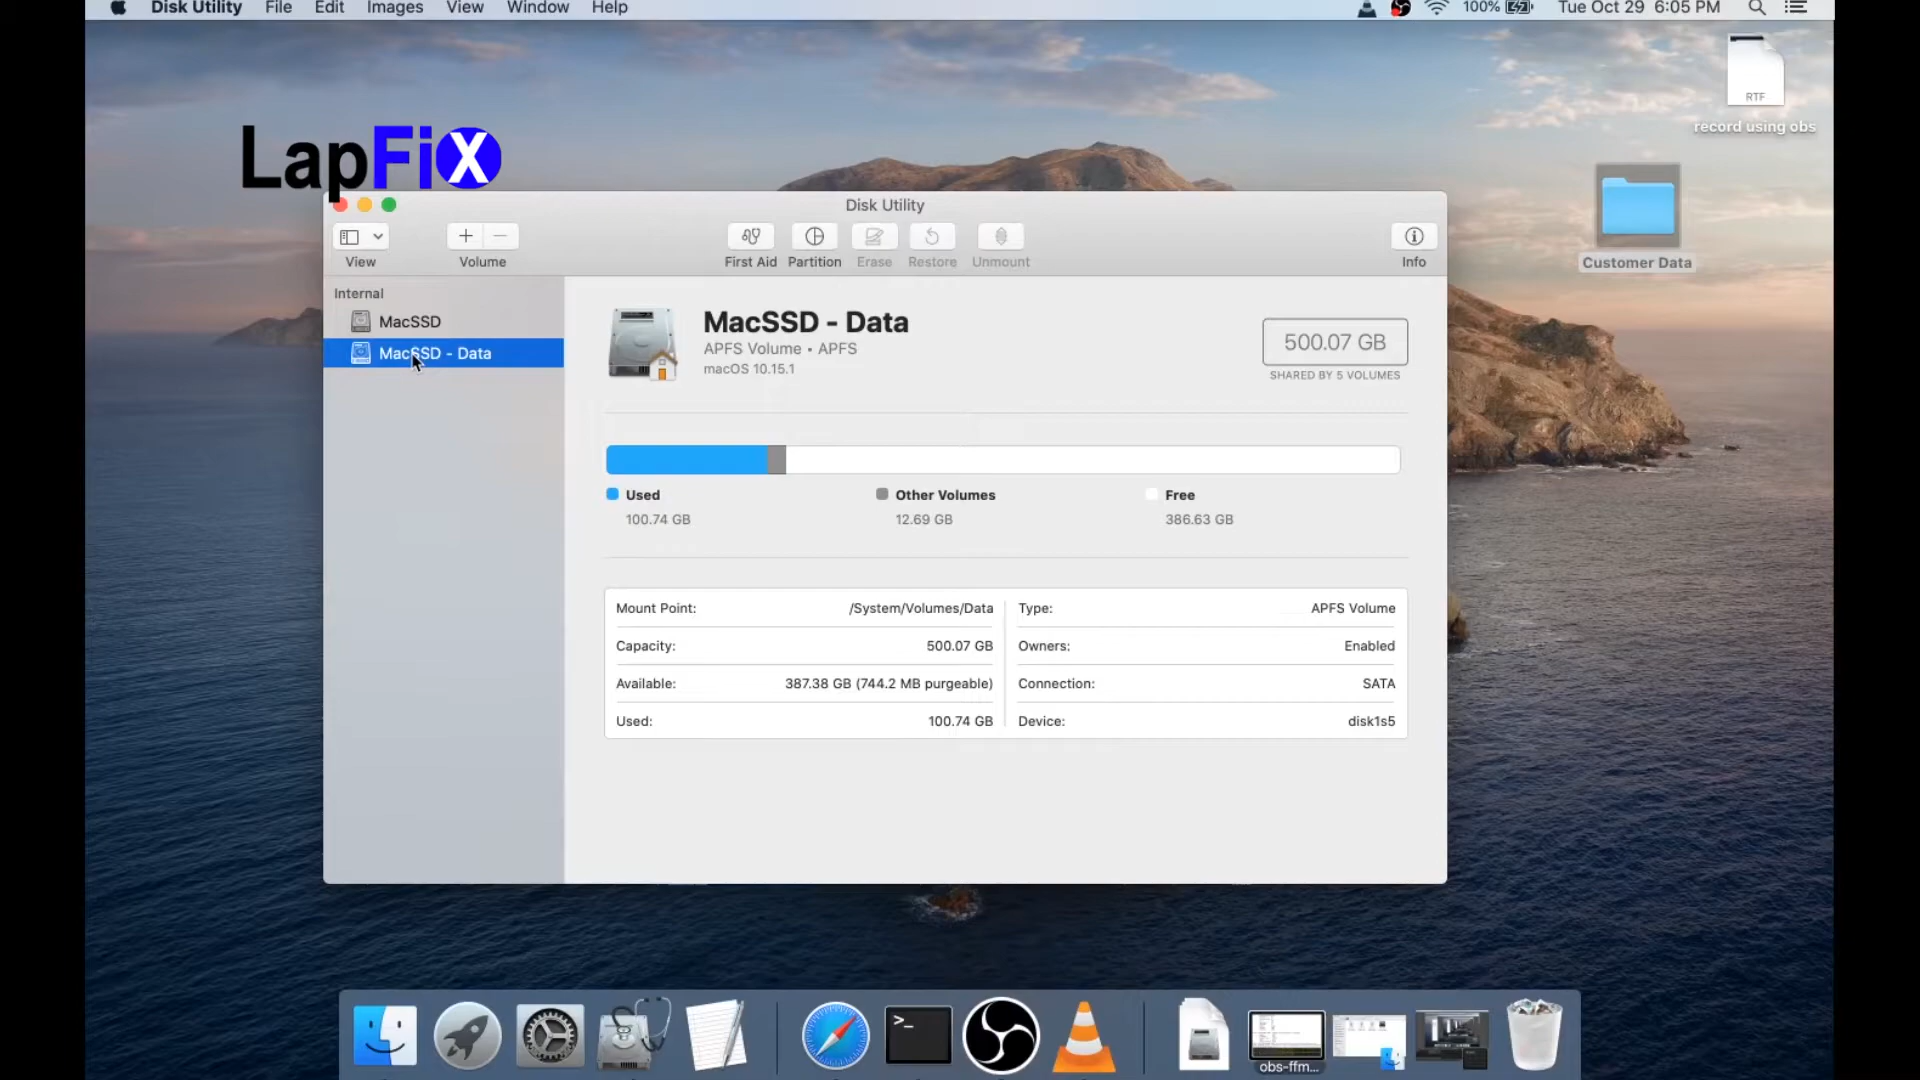 Disk Utility File Edit Images View Window Help 100% Tue Oct 29 6:05 PM
RTF
record using obs
LapFix
Customer Data
Disk Utility
View Volume First Aid Partition Erase Restore Unmount Info
Internal
MacSSD
MacSSD - Data
MacSSD - Data
APFS Volume • APFS
macOS 10.15.1
500.07 GB
SHARED BY 5 VOLUMES
Used
100.74 GB
Other Volumes
12.69 GB
Free
386.63 GB
Mount Point: /System/Volumes/Data
Type: APFS Volume
Capacity: 500.07 GB
Owners: Enabled
Available: 387.38 GB (744.2 MB purgeable)
Connection: SATA
Used: 100.74 GB
Device: disk1s5
>_
obs-ffm...